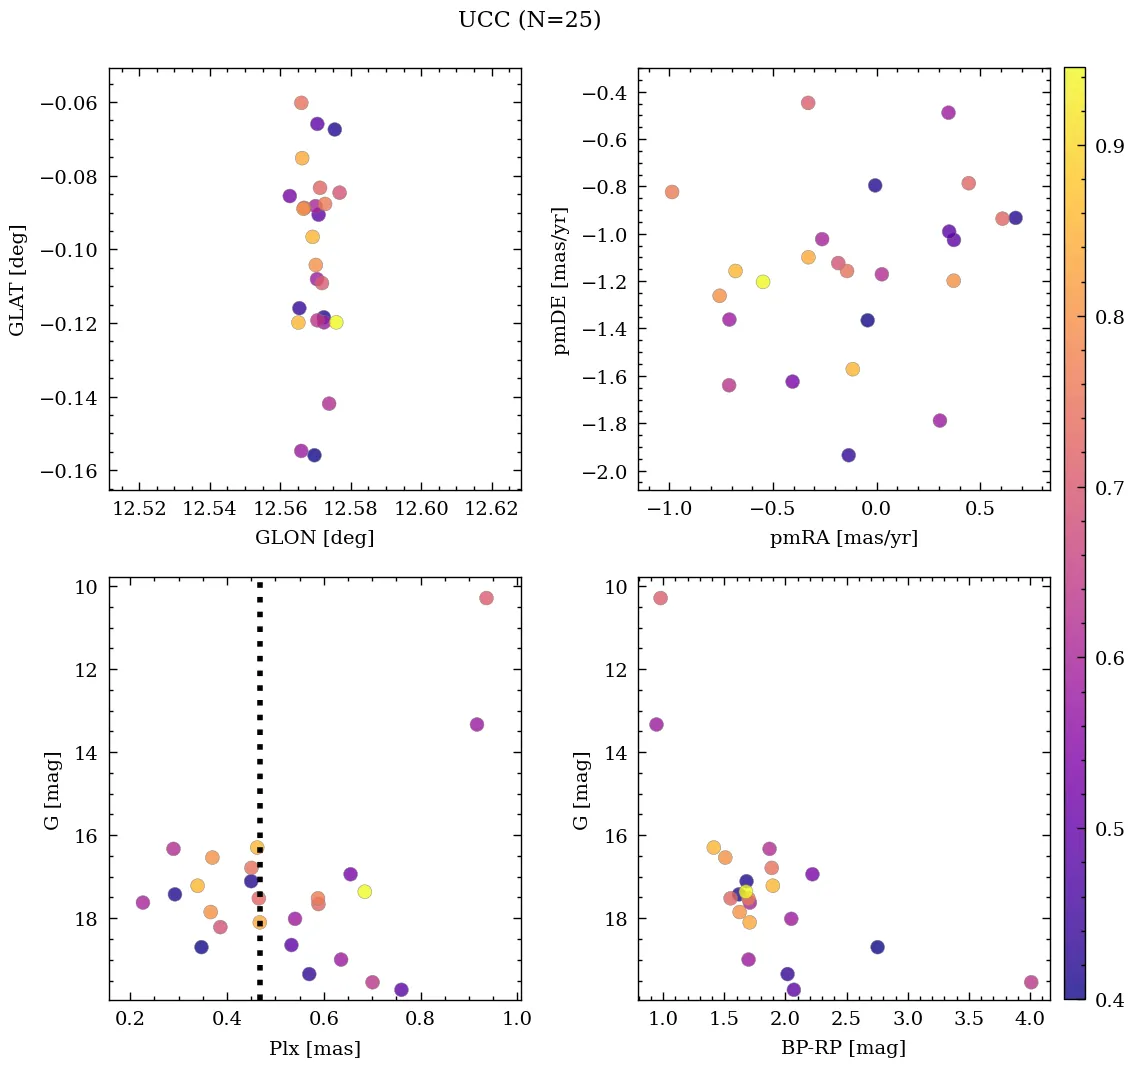 UCC (N=25)
−0.06
−0.08
−0.10
−0.12
−0.14
−0.16
GLAT [deg]
12.52 12.54 12.56 12.58 12.60 12.62
GLON [deg]
−0.4
−0.6
−0.8
−1.0
−1.2
−1.4
−1.6
−1.8
−2.0
pmDE [mas/yr]
−1.0 −0.5 0.0 0.5
pmRA [mas/yr]
10
12
14
16
18
G [mag]
0.2 0.4 0.6 0.8 1.0
Plx [mas]
10
12
14
16
18
G [mag]
1.0 1.5 2.0 2.5 3.0 3.5 4.0
BP-RP [mag]
0.9
0.8
0.7
0.6
0.5
0.4